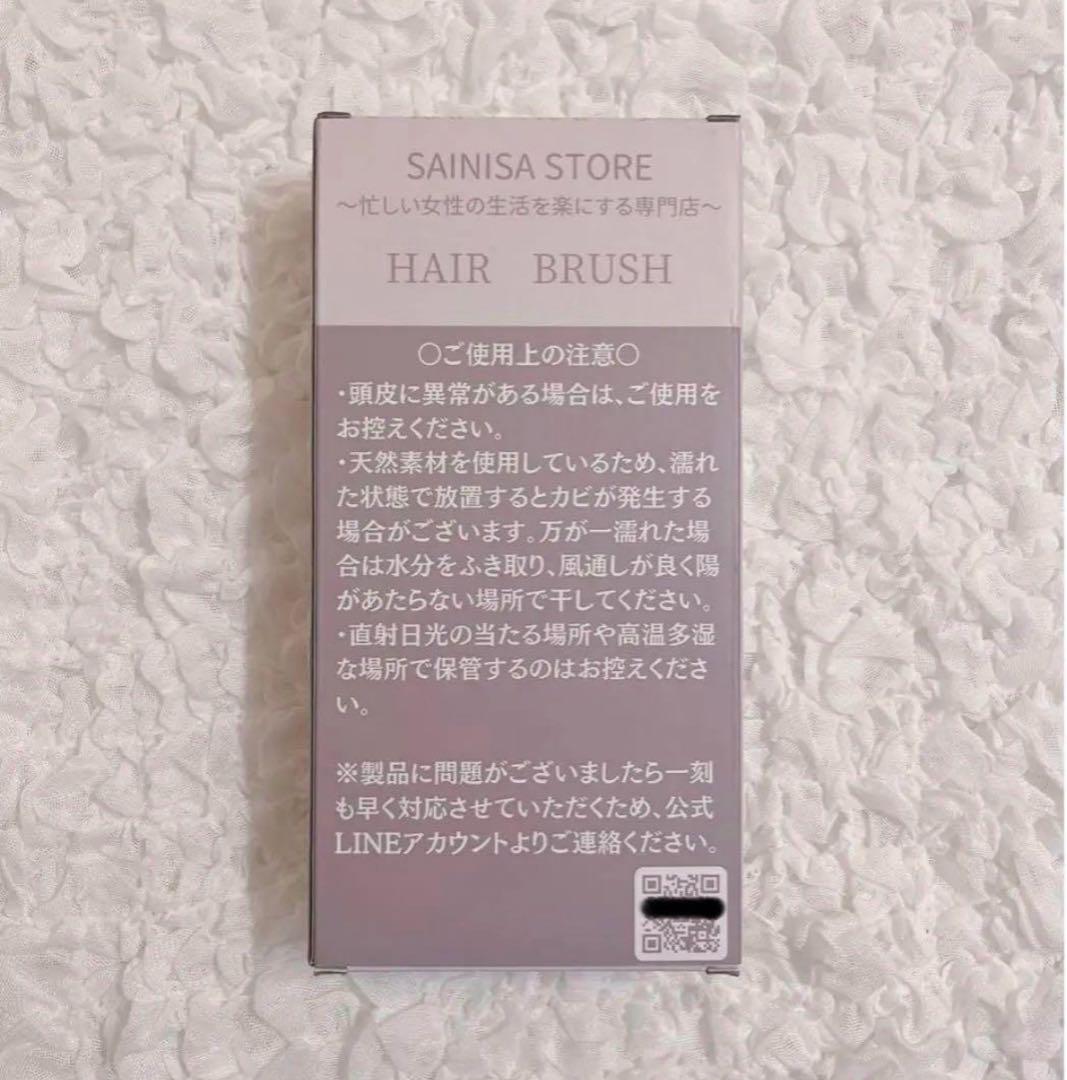 SAINISA STORE
～忙しい女性の生活を楽にする専門店～
HAIR BRUSH
○ご使用上の注意○
・頭皮に異常がある場合は、ご使用を
お控えください。
・天然素材を使用しているため、濡れ
た状態で放置するとカビが発生する
場合がございます。万が一濡れた場
合は水分をふき取り、風通しが良く陽
があたらない場所で干してください。
・直射日光の当たる場所や高温多湿
な場所で保管するのはお控えくださ
い。
※製品に問題がございましたら一刻
も早く対応させていただくため、公式
LINEアカウントよりご連絡ください。